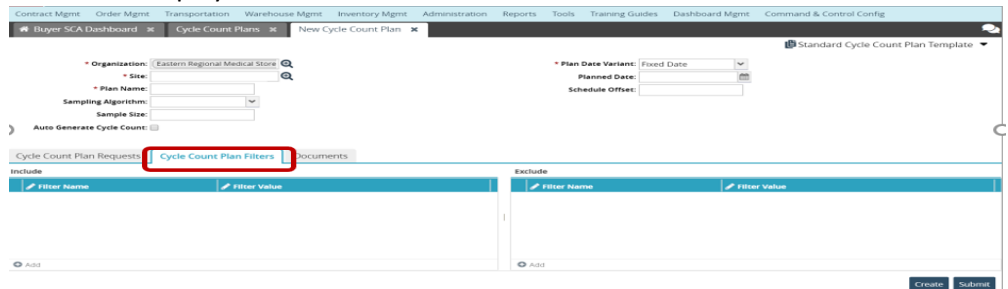 Contract Mgmt Order Mgmt Transportation Warehouse Mgmt Inventory Mgmt Administration Reports Tools Training Guides Dashboard Mgmt Command & Control Config
Buyer SCA Dashboard × Cycle Count Plans × New Cycle Count Plan ×
Standard Cycle Count Plan Template
* Organization: Eastern Regional Medical Store * Plan Date Variant: Fixed Date
* Site: Planned Date:
* Plan Name: Schedule Offset:
Sampling Algorithm:
Sample Size:
Auto Generate Cycle Count:
Cycle Count Plan Requests Cycle Count Plan Filters Documents
Include Exclude
Filter Name Filter Value Filter Name Filter Value
Add Add
Create Submit